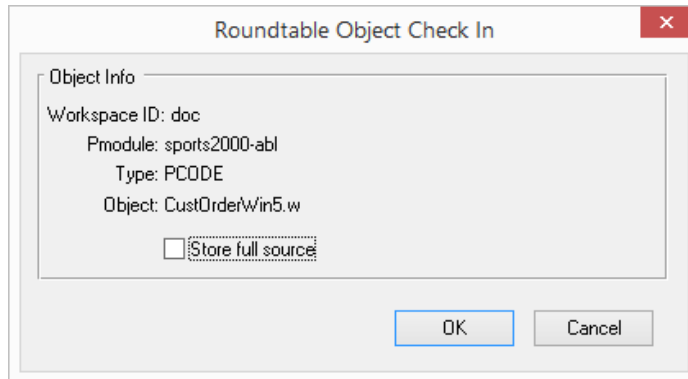 Roundtable Object Check In
Object Info
Workspace ID: doc
Pmodule: sports2000-abl
Type: PCODE
Object: CustOrderWin5.w
Store full source
OK
Cancel